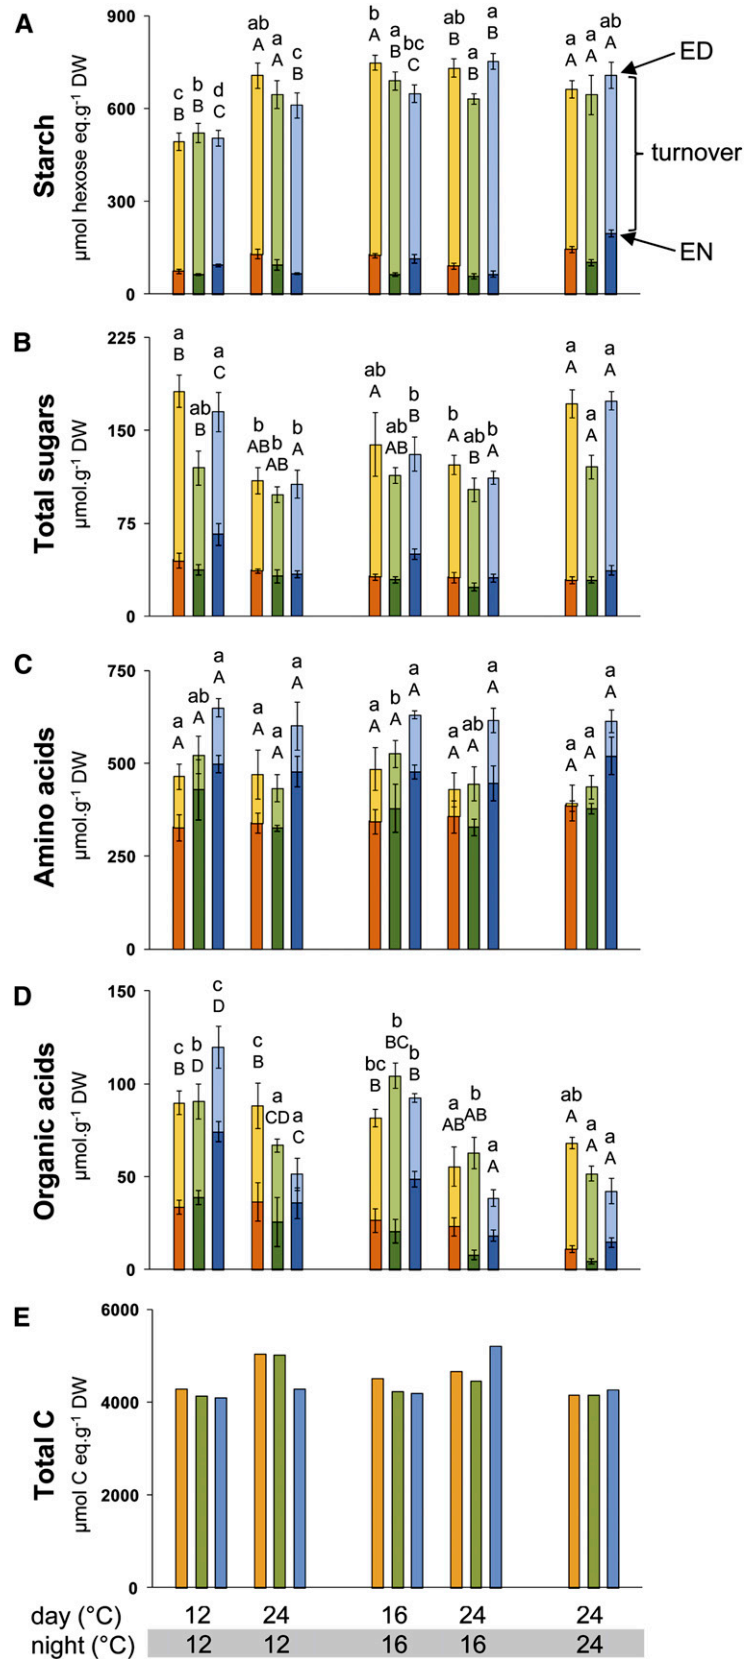 A
Starch
µmol hexose eq.g-1 DW
900
600
300
0
c b d
B B C
ab a c
A A B
b a bc
A B C
ab a a
B B B
a a ab
A A A
ED
turnover
EN
B
Total sugars
µmol.g-1 DW
225
150
75
0
a ab a
B B C
b b b
AB AB A
ab ab b
A AB B
b ab b
A B A
a a a
A A A
C
Amino acids
µmol.g-1 DW
750
500
250
0
a ab a
A A A
a a a
A A A
a b a
A A A
a ab a
A A A
a a a
A A A
D
Organic acids
µmol.g-1 DW
150
100
50
0
c b c
B D D
c a a
B CD C
bc b b
B BC B
a b a
AB AB A
ab a a
A A A
E
Total C
µmol C eq.g-1 DW
6000
4000
2000
0
day (°C) 12 24 16 24 24
night (°C) 12 12 16 16 24